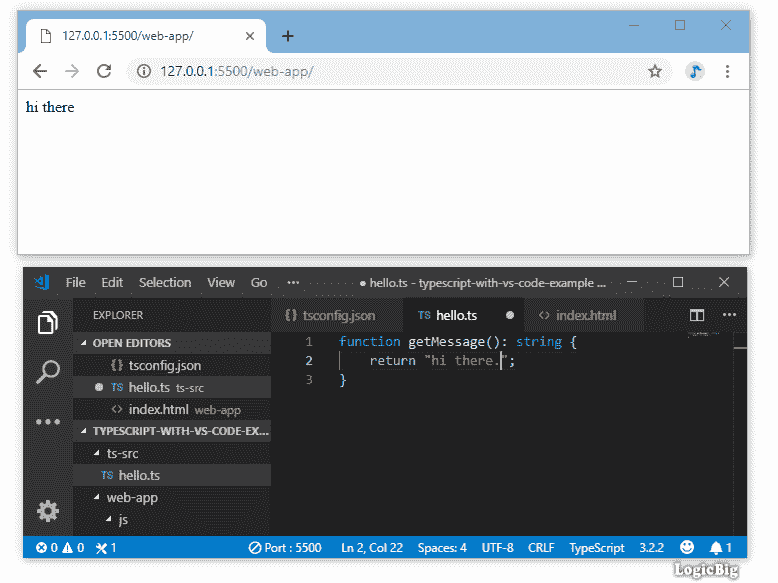 127.0.0.1:5500/web-app/
127.0.0.1:5500/web-app/
hi there
File Edit Selection View Go ··· ● hello.ts - typescript-with-vs-code-example ...
EXPLORER
{} tsconfig.json TS hello.ts ● <> index.html ···
OPEN EDITORS
{} tsconfig.json
● TS hello.ts ts-src
<> index.html web-app
TYPESCRIPT-WITH-VS-CODE-EX...
ts-src
TS hello.ts
web-app
js
1 function getMessage(): string {
2 return "hi there.";
3 }
0 0 1 Port : 5500 Ln 2, Col 22 Spaces: 4 UTF-8 CRLF TypeScript 3.2.2 1
LogicBig